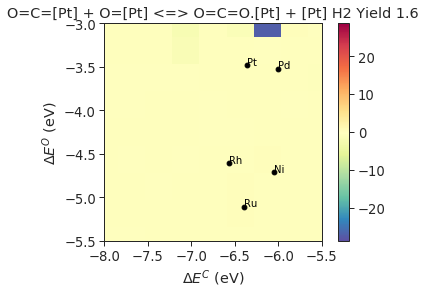 O=C=[Pt] + O=[Pt] <=> O=C=O.[Pt] + [Pt] H2 Yield 1.6
−3.0
−3.5
−4.0
−4.5
−5.0
−5.5
ΔE^O (eV)
Pt
Pd
Rh
Ni
Ru
−8.0 −7.5 −7.0 −6.5 −6.0 −5.5
ΔE^C (eV)
20
10
0
−10
−20